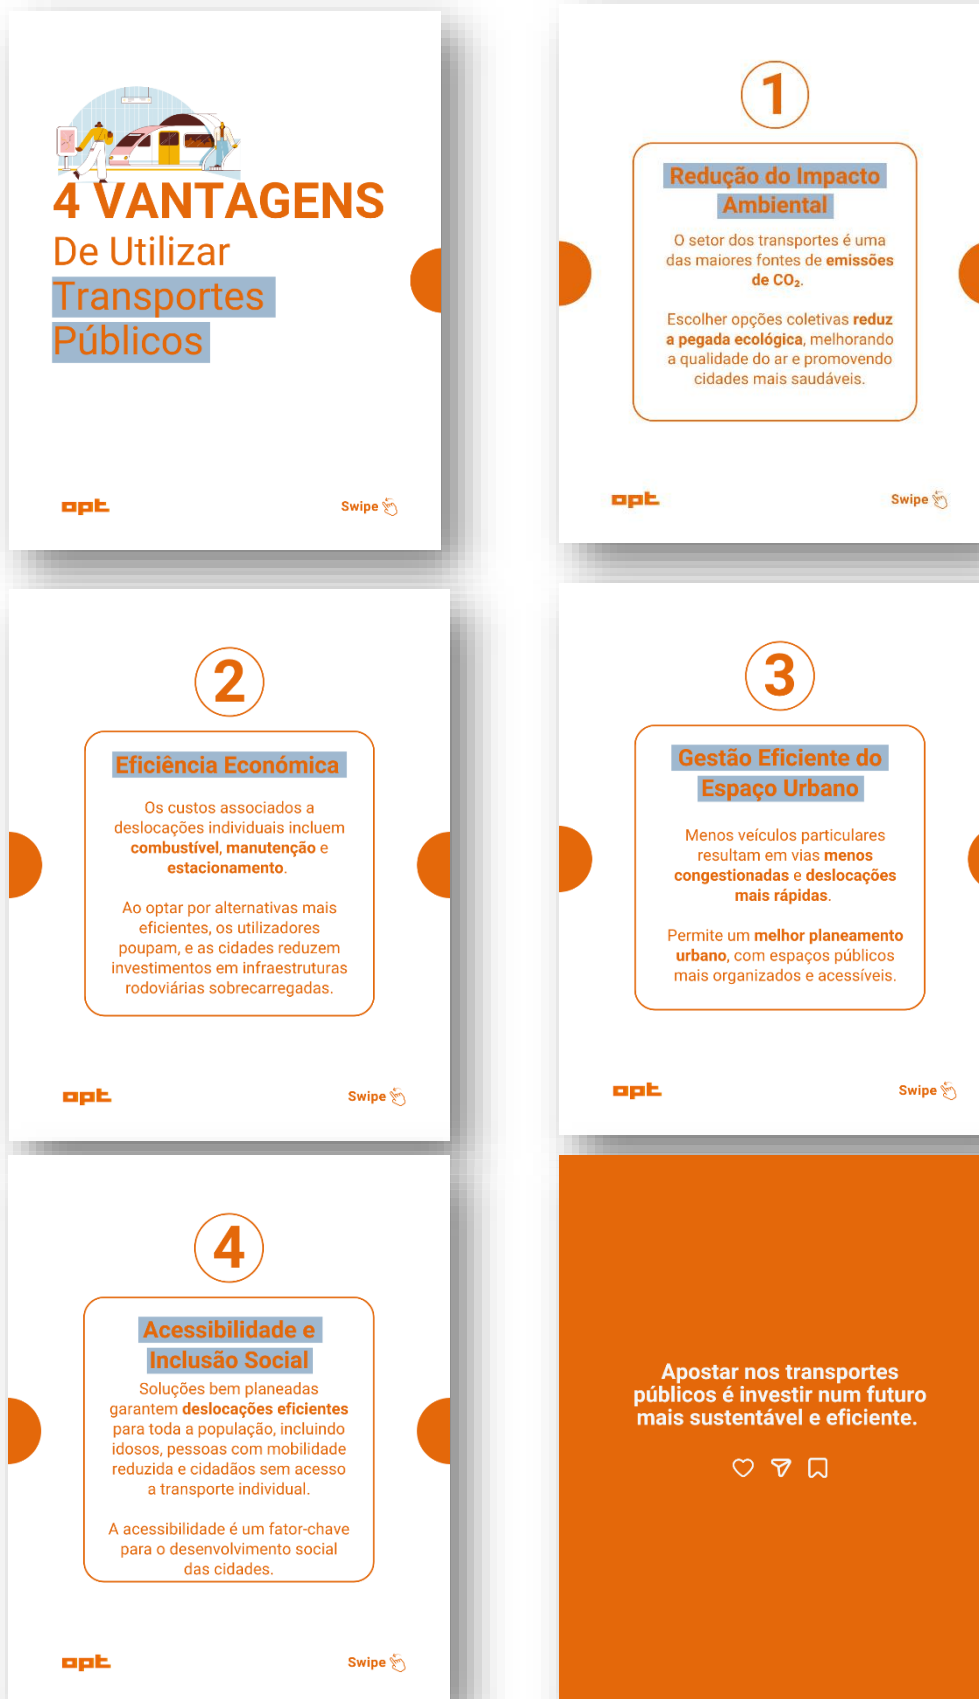 4 VANTAGENS
De Utilizar
Transportes
Públicos
opt
Swipe
1
Redução do Impacto
Ambiental
O setor dos transportes é uma
das maiores fontes de emissões
de CO₂.
Escolher opções coletivas reduz
a pegada ecológica, melhorando
a qualidade do ar e promovendo
cidades mais saudáveis.
opt
Swipe
2
Eficiência Económica
Os custos associados a
deslocações individuais incluem
combustível, manutenção e
estacionamento.
Ao optar por alternativas mais
eficientes, os utilizadores
poupam, e as cidades reduzem
investimentos em infraestruturas
rodoviárias sobrecarregadas.
opt
Swipe
3
Gestão Eficiente do
Espaço Urbano
Menos veículos particulares
resultam em vias menos
congestionadas e deslocações
mais rápidas.
Permite um melhor planeamento
urbano, com espaços públicos
mais organizados e acessíveis.
opt
Swipe
4
Acessibilidade e
Inclusão Social
Soluções bem planeadas
garantem deslocações eficientes
para toda a população, incluindo
idosos, pessoas com mobilidade
reduzida e cidadãos sem acesso
a transporte individual.
A acessibilidade é um fator-chave
para o desenvolvimento social
das cidades.
opt
Swipe
Apostar nos transportes
públicos é investir num futuro
mais sustentável e eficiente.